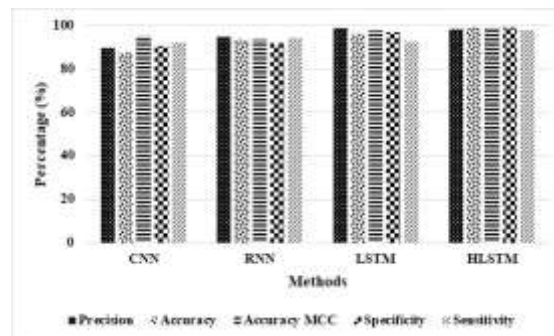 100
80
60
40
20
0
Percentage (%)
CNN RNN LSTM HLSTM
Methods
Precision Accuracy Accuracy MCC Specificity Sensitivity